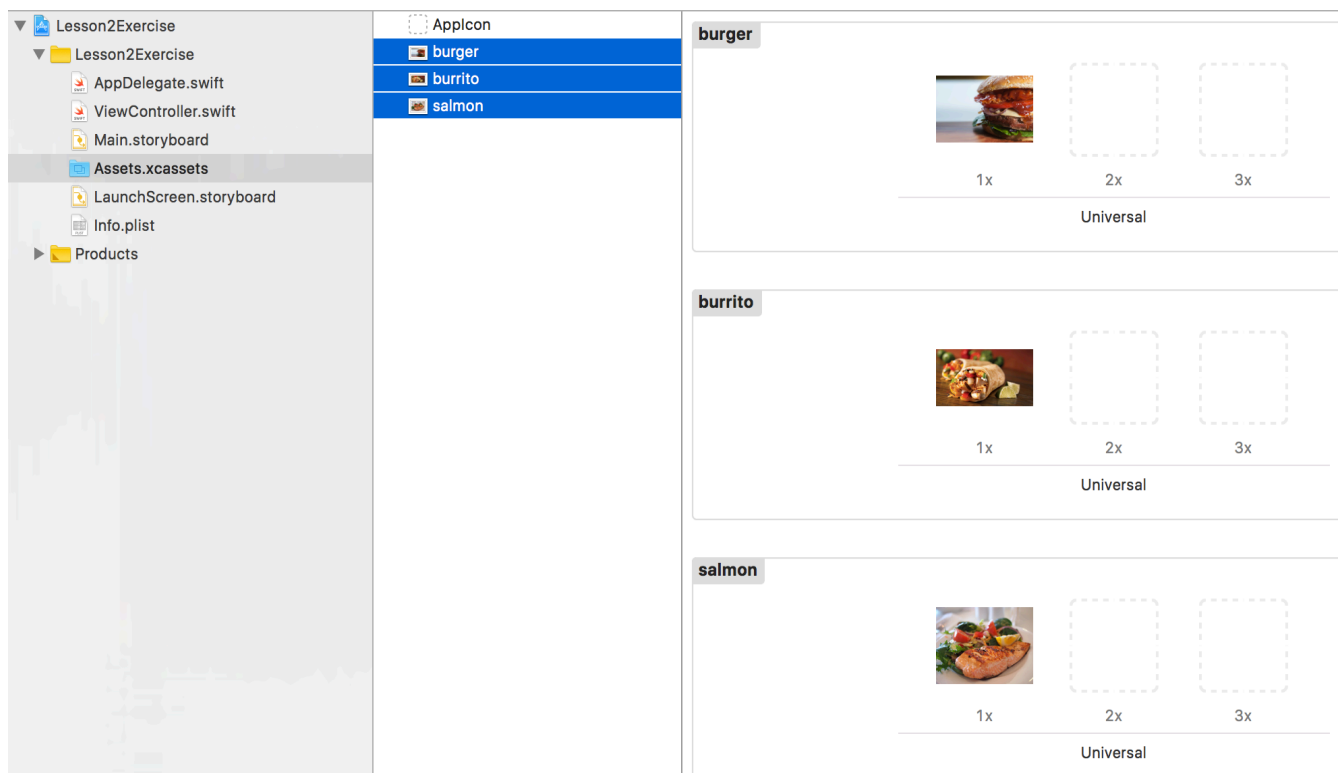 Lesson2Exercise
Lesson2Exercise
AppDelegate.swift
ViewController.swift
Main.storyboard
Assets.xcassets
LaunchScreen.storyboard
Info.plist
Products
AppIcon
burger
burrito
salmon
burger
1x 2x 3x
Universal
burrito
1x 2x 3x
Universal
salmon
1x 2x 3x
Universal